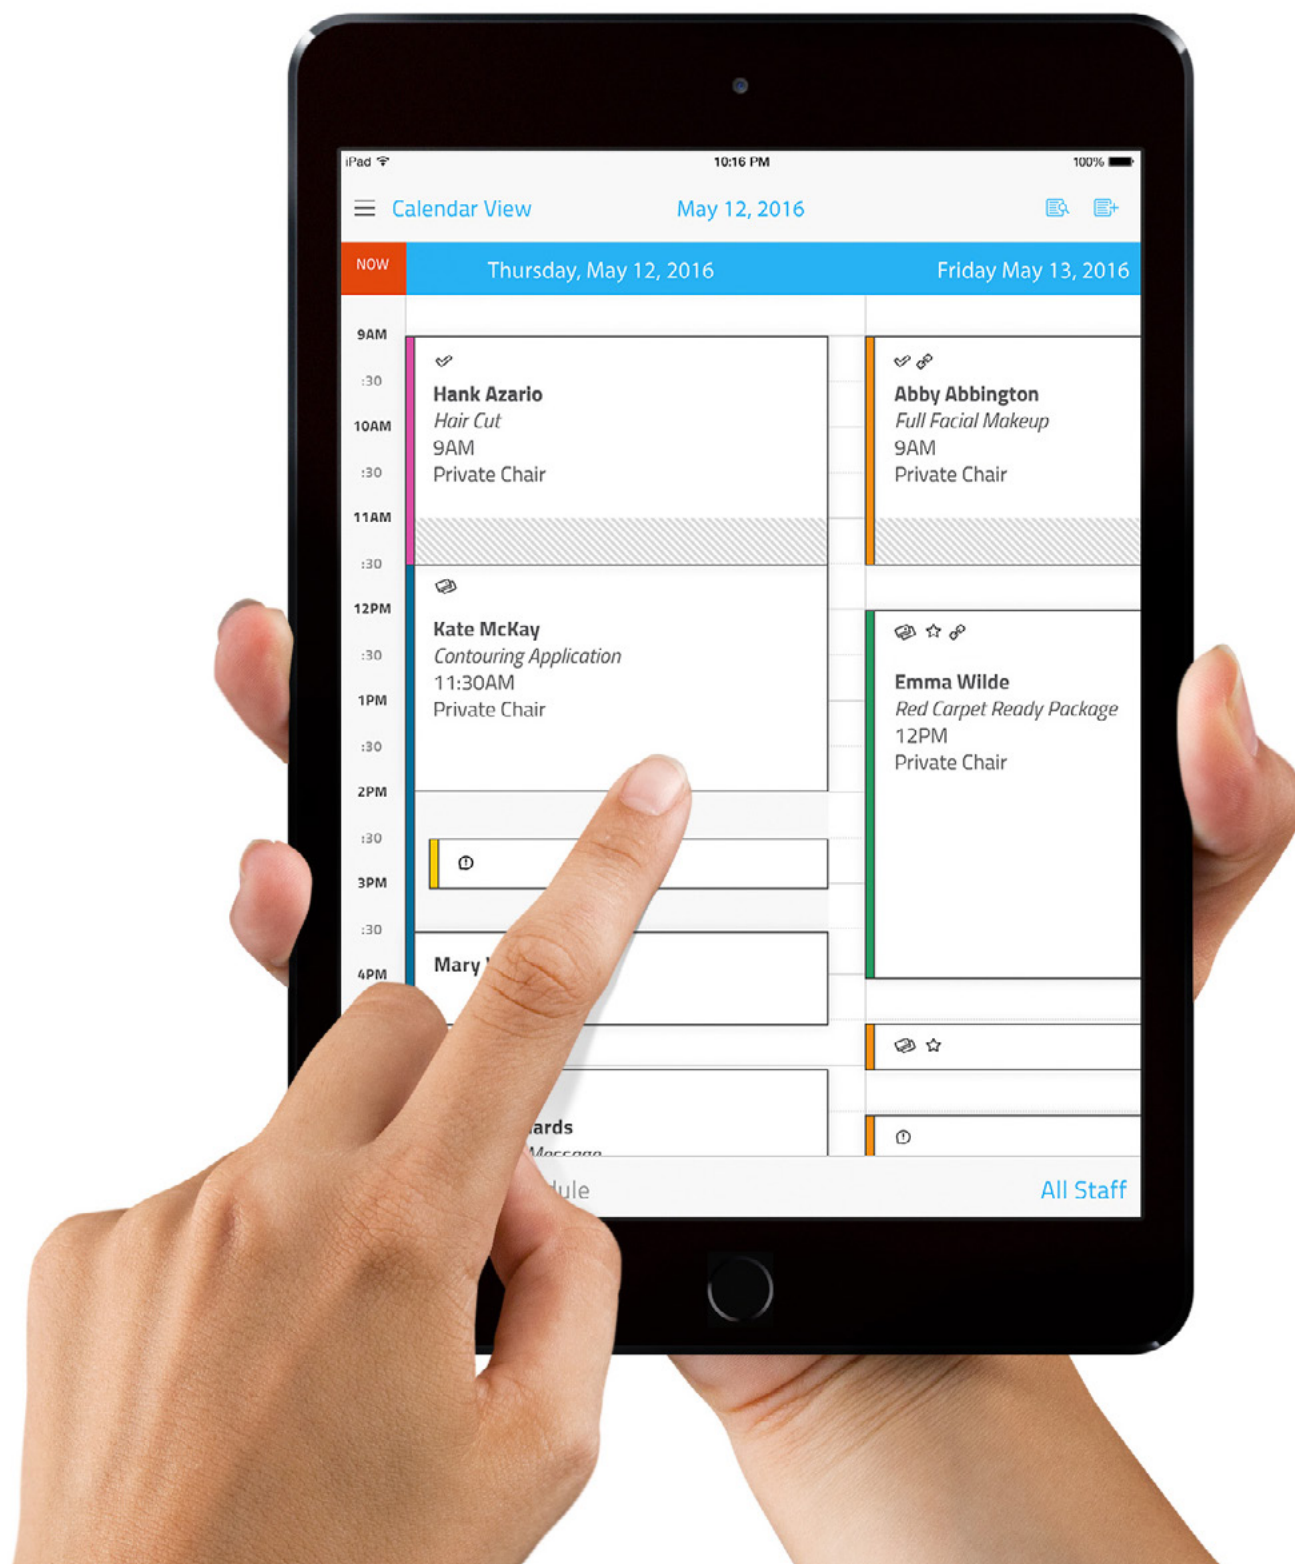 iPad 10:16 PM 100%
Calendar View May 12, 2016
NOW Thursday, May 12, 2016 Friday May 13, 2016
9AM
:30
10AM
:30
11AM
:30
12PM
:30
1PM
:30
2PM
:30
3PM
:30
4PM
Hank Azario
Hair Cut
9AM
Private Chair
Kate McKay
Contouring Application
11:30AM
Private Chair
Mary
Abby Abbington
Full Facial Makeup
9AM
Private Chair
Emma Wilde
Red Carpet Ready Package
12PM
Private Chair
All Staff